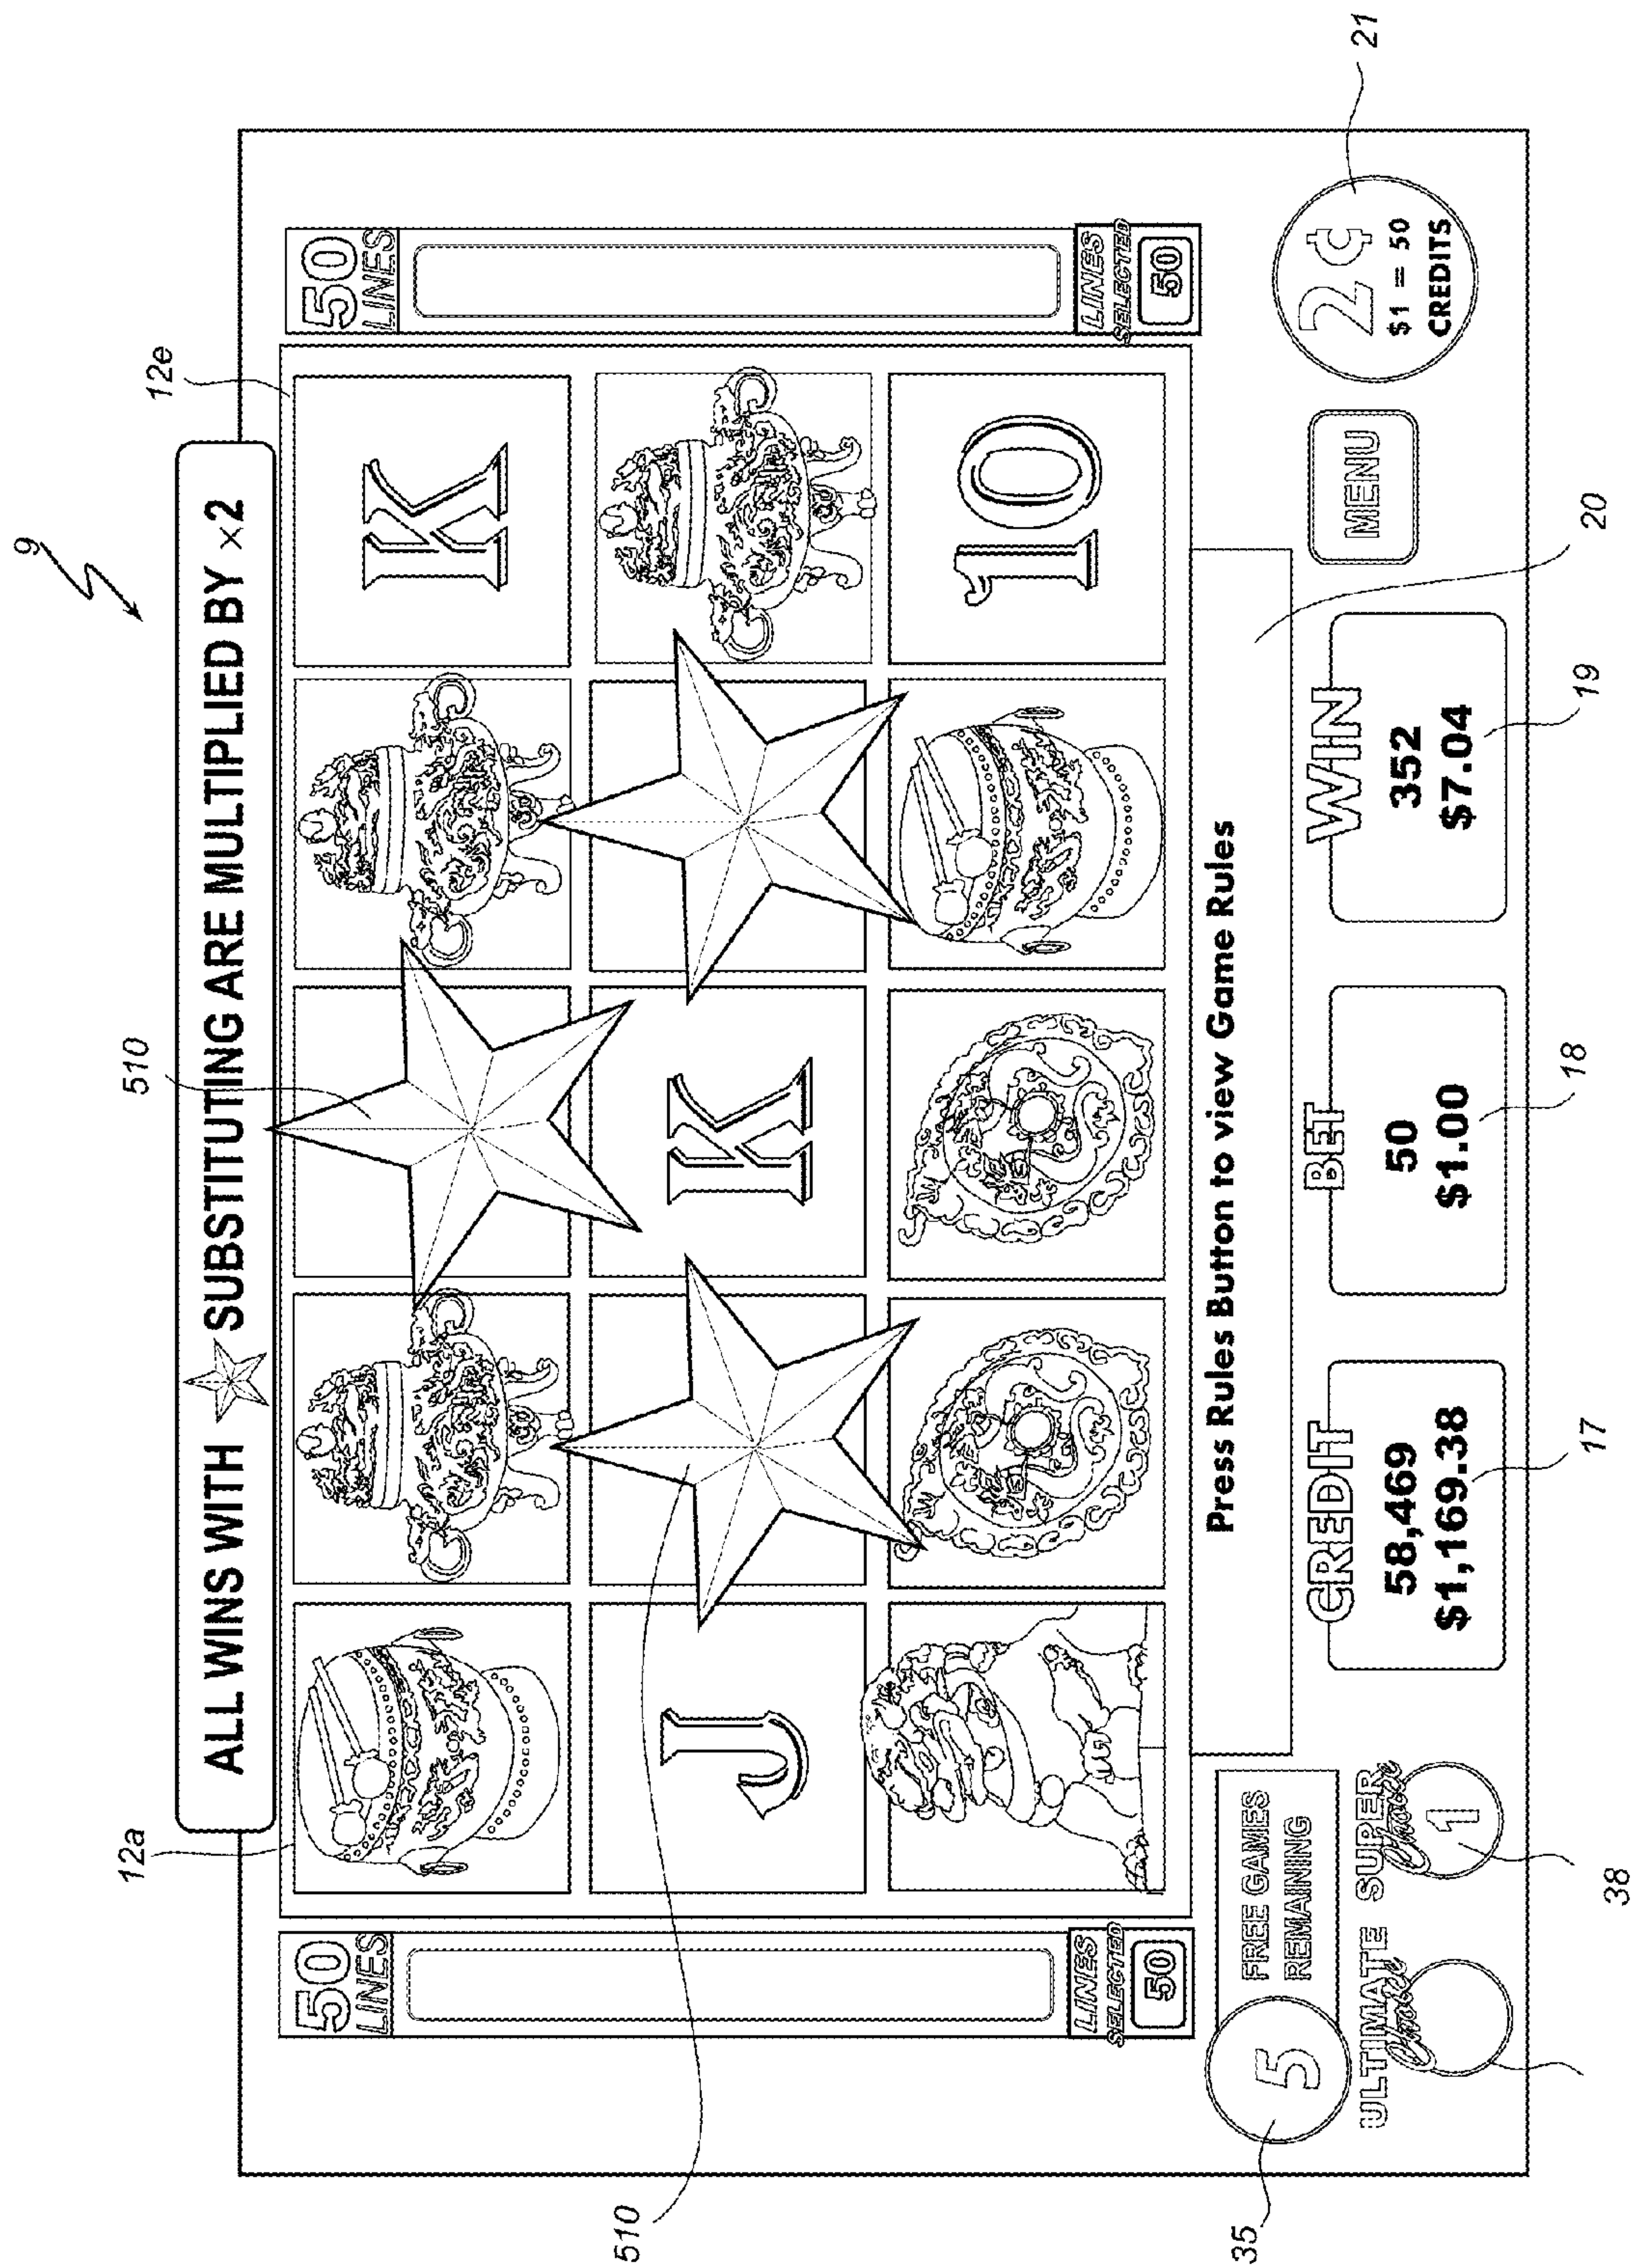 9
510
12a
12e
ALL WINS WITH SUBSTITUTING ARE MULTIPLIED BY ×2
50
LINES
50
LINES
K
J
K
10
LINES
SELECTED
50
LINES
SELECTED
50
510
Press Rules Button to view Game Rules
5
FREE GAMES
REMAINING
35
ULTIMATE
Choice
SUPER
Choice
1
38
CREDIT
58,469
$1,169.38
17
BET
50
$1.00
18
WIN
352
$7.04
19
20
MENU
2¢
$1 = 50
CREDITS
21